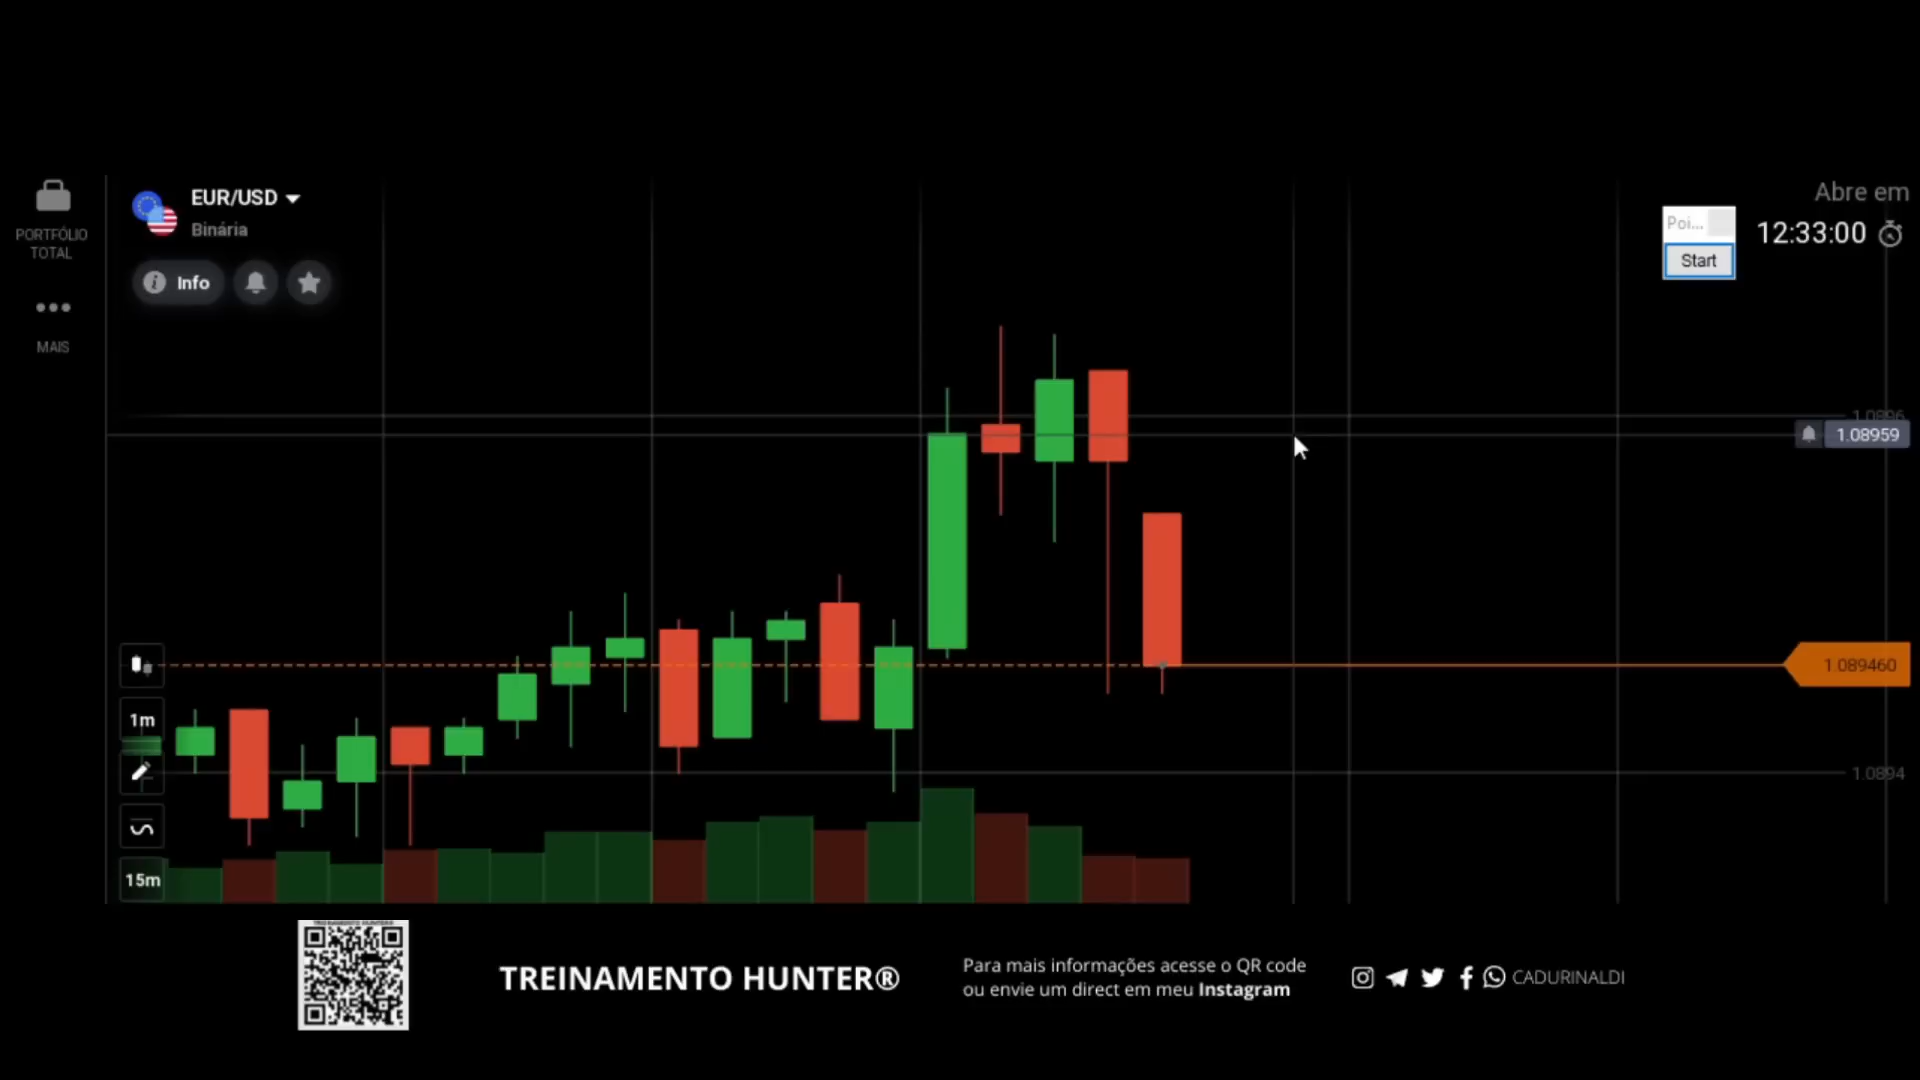 EUR/USD
Binária
Info
PORTFÓLIO
TOTAL
MAIS
Abre em
12:33:00
Poi...
Start
1.0896
1.08959
1.089460
1.0894
1m
15m
TREINAMENTO HUNTER®
Para mais informações acesse o QR code
ou envie um direct em meu Instagram
CADURINALDI